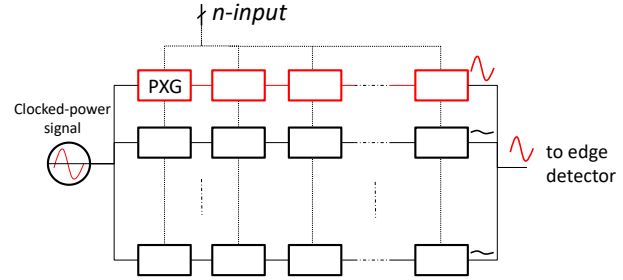 n-input
PXG
Clocked-power
signal
to edge
detector